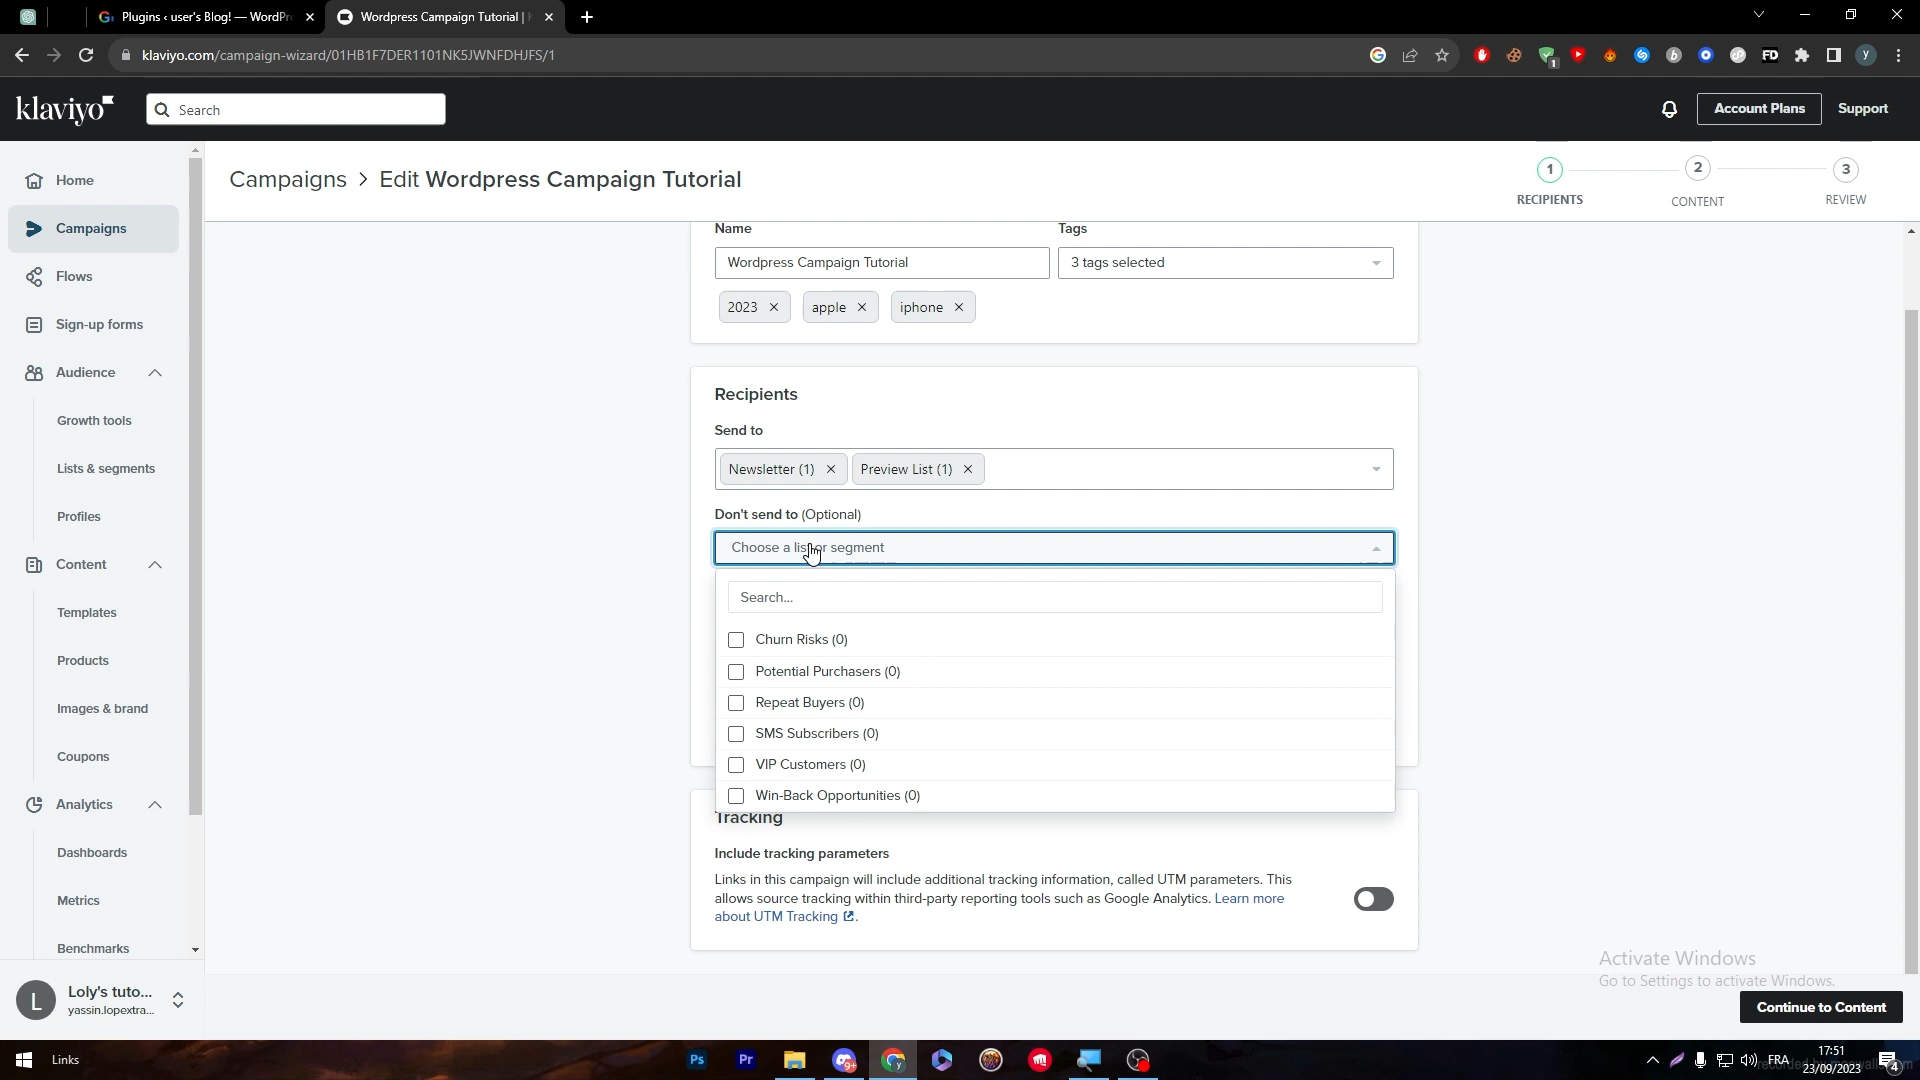 Plugins ‹ user's Blog! — WordPr
Wordpress Campaign Tutorial |
klaviyo.com/campaign-wizard/01HB1F7DER1101NK5JWNFDHJFS/1
1
FD
y
klaviyo
Search
Account Plans
Support
Home
Campaigns
Flows
Sign-up forms
Audience
Growth tools
Lists & segments
Profiles
Content
Templates
Products
Images & brand
Coupons
Analytics
Dashboards
Metrics
Benchmarks
L
Loly's tuto...
yassin.lopextra...
Campaigns > Edit Wordpress Campaign Tutorial
1
RECIPIENTS
2
CONTENT
3
REVIEW
Name
Tags
Wordpress Campaign Tutorial
3 tags selected
2023
apple
iphone
Recipients
Send to
Newsletter (1)
Preview List (1)
Don't send to (Optional)
Choose a list or segment
Search...
Churn Risks (0)
Potential Purchasers (0)
Repeat Buyers (0)
SMS Subscribers (0)
VIP Customers (0)
Win-Back Opportunities (0)
Tracking
Include tracking parameters
Links in this campaign will include additional tracking information, called UTM parameters. This
allows source tracking within third-party reporting tools such as Google Analytics. Learn more
about UTM Tracking.
Activate Windows
Go to Settings to activate Windows.
Continue to Content
Links
Ps
Pr
FRA
17:51
23/09/2023
4